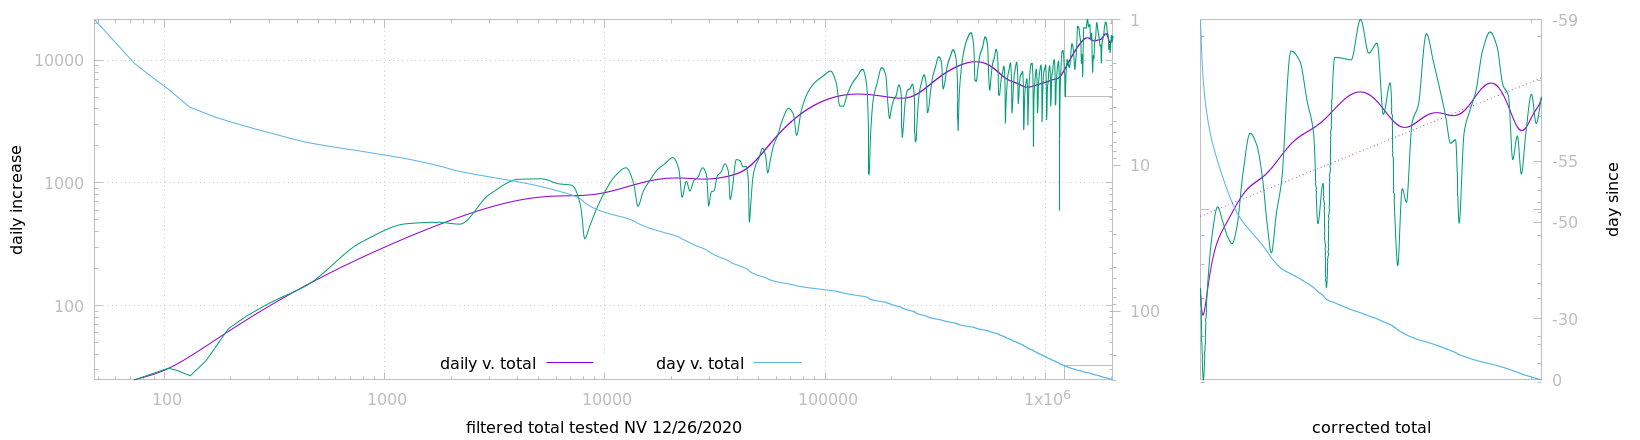 daily increase
10000
1000
100
daily v. total
day v. total
100
1000
10000
100000
1x10^6
filtered total tested NV 12/26/2020
1
10
100
-59
-55
-50
-30
0
day since
corrected total